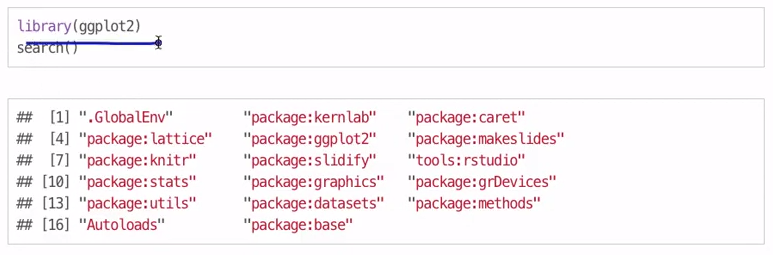 library(ggplot2)
search()
## [1] ".GlobalEnv" "package:kernlab" "package:caret"
## [4] "package:lattice" "package:ggplot2" "package:makeslides"
## [7] "package:knitr" "package:slidify" "tools:rstudio"
## [10] "package:stats" "package:graphics" "package:grDevices"
## [13] "package:utils" "package:datasets" "package:methods"
## [16] "Autoloads" "package:base"